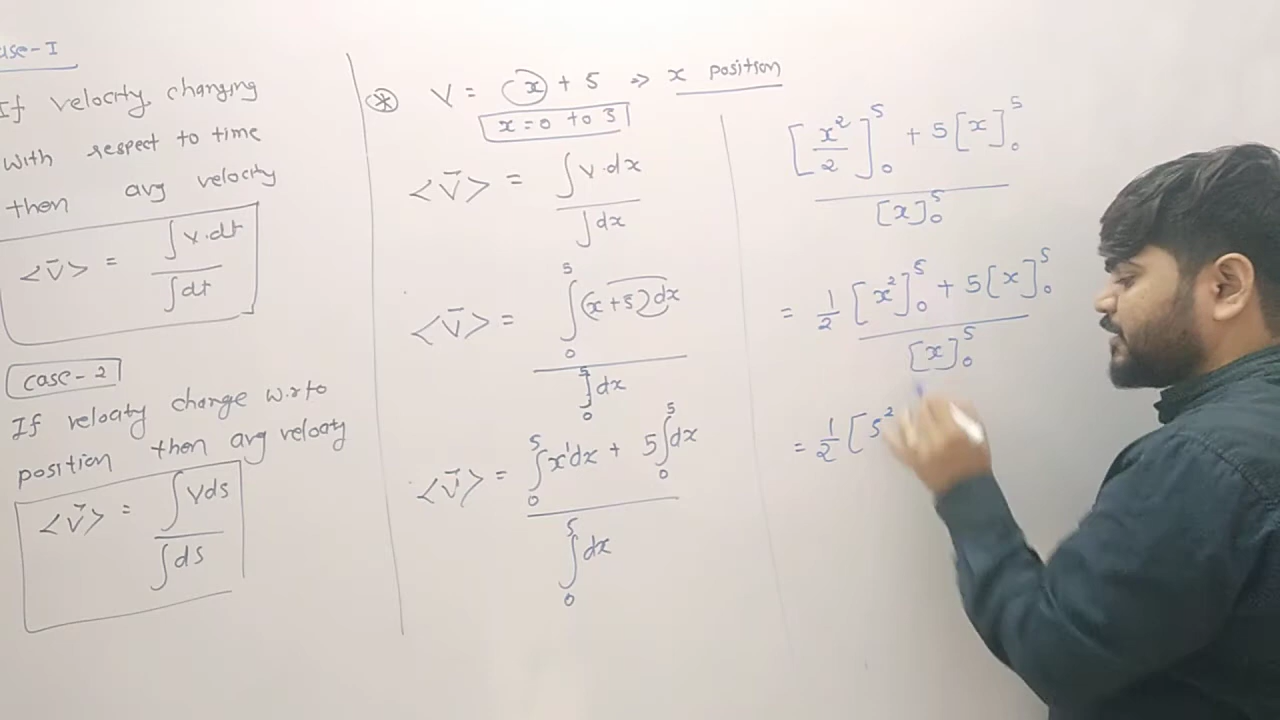 ase-I
If velocity changing
with respect to time
then avg velocity
<v̄> = ∫v.dt / ∫dt
case-2
If velocity change w.r to
position then avg velocity
<v̄> = ∫vds / ∫ds
* V = x + 5 => x position
x = 0 to 3
<v̄> = ∫v.dx / ∫dx
<v̄> = ∫₀⁵(x+5)dx / ∫₀⁵dx
<v̄> = ∫₀⁵x¹dx + 5∫₀⁵dx / ∫₀⁵dx
[x²/2]₀⁵ + 5[x]₀⁵ / [x]₀⁵
= 1/2 [x²]₀⁵ + 5[x]₀⁵ / [x]₀⁵
= 1/2 [5²